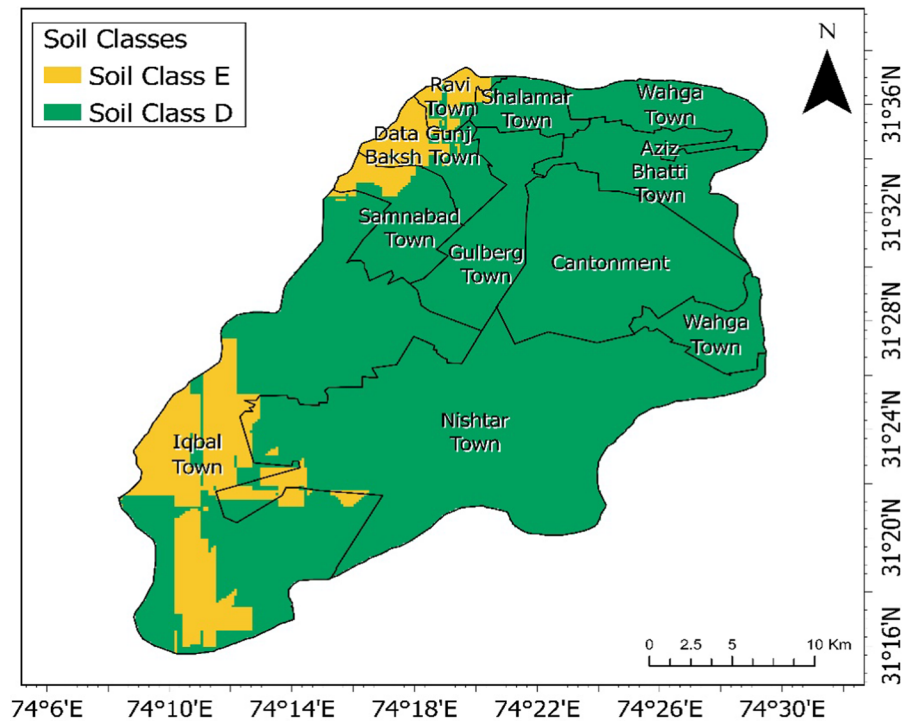 Soil Classes
Soil Class E
Soil Class D
N
Ravi
Town
Shalamar
Town
Wahga
Town
Data Gunj
Baksh Town
Aziz
Bhatti
Town
Samnabad
Town
Gulberg
Town
Cantonment
Wahga
Town
Nishtar
Town
Iqbal
Town
31°36'N
31°32'N
31°28'N
31°24'N
31°20'N
31°16'N
0 2.5 5 10 Km
74°6'E 74°10'E 74°14'E 74°18'E 74°22'E 74°26'E 74°30'E